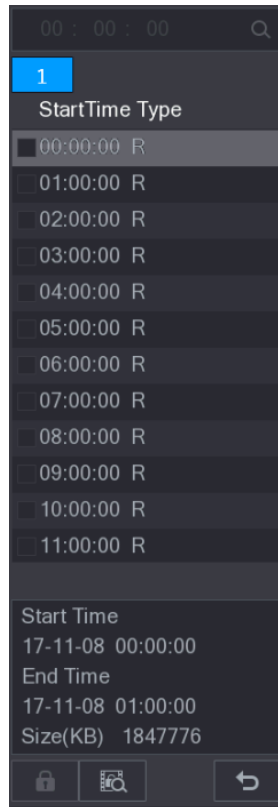 00 : 00 : 00
1
StartTime Type
00:00:00 R
01:00:00 R
02:00:00 R
03:00:00 R
04:00:00 R
05:00:00 R
06:00:00 R
07:00:00 R
08:00:00 R
09:00:00 R
10:00:00 R
11:00:00 R
Start Time
17-11-08 00:00:00
End Time
17-11-08 01:00:00
Size(KB) 1847776